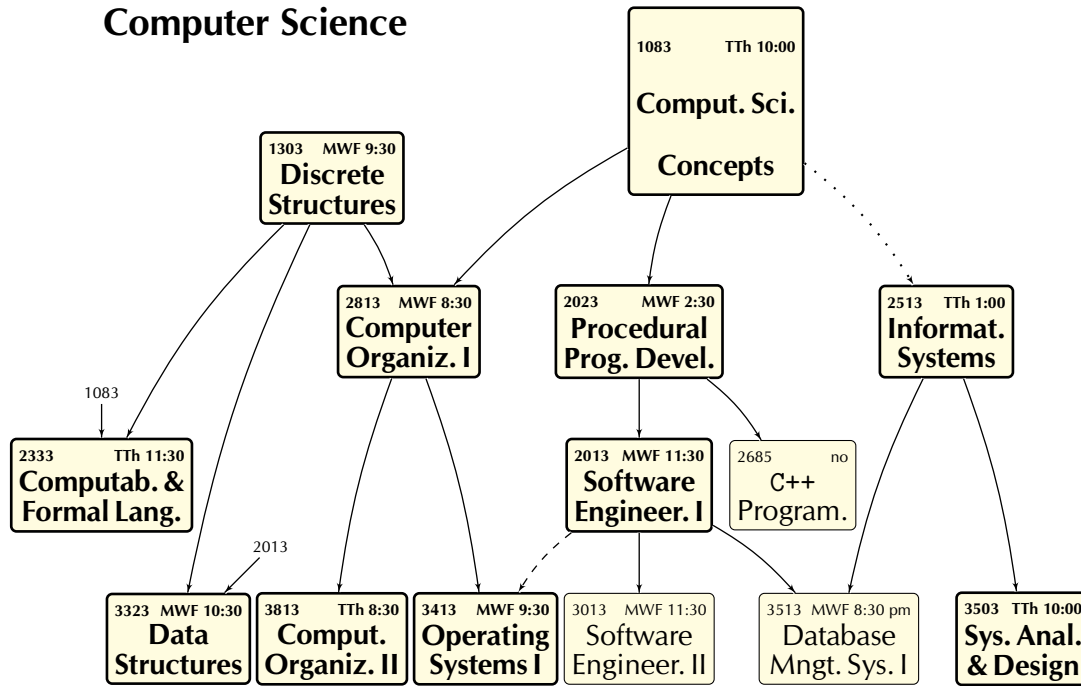 Computer Science
1083 TTh 10:00
Comput. Sci.
Concepts
1303 MWF 9:30
Discrete
Structures
2813 MWF 8:30
Computer
Organiz. I
2023 MWF 2:30
Procedural
Prog. Devel.
2513 TTh 1:00
Informat.
Systems
1083
2333 TTh 11:30
Computab. &
Formal Lang.
2013 MWF 11:30
Software
Engineer. I
2685 no
C++
Program.
2013
3323 MWF 10:30
Data
Structures
3813 TTh 8:30
Comput.
Organiz. II
3413 MWF 9:30
Operating
Systems I
3013 MWF 11:30
Software
Engineer. II
3513 MWF 8:30 pm
Database
Mngt. Sys. I
3503 TTh 10:00
Sys. Anal.
& Design